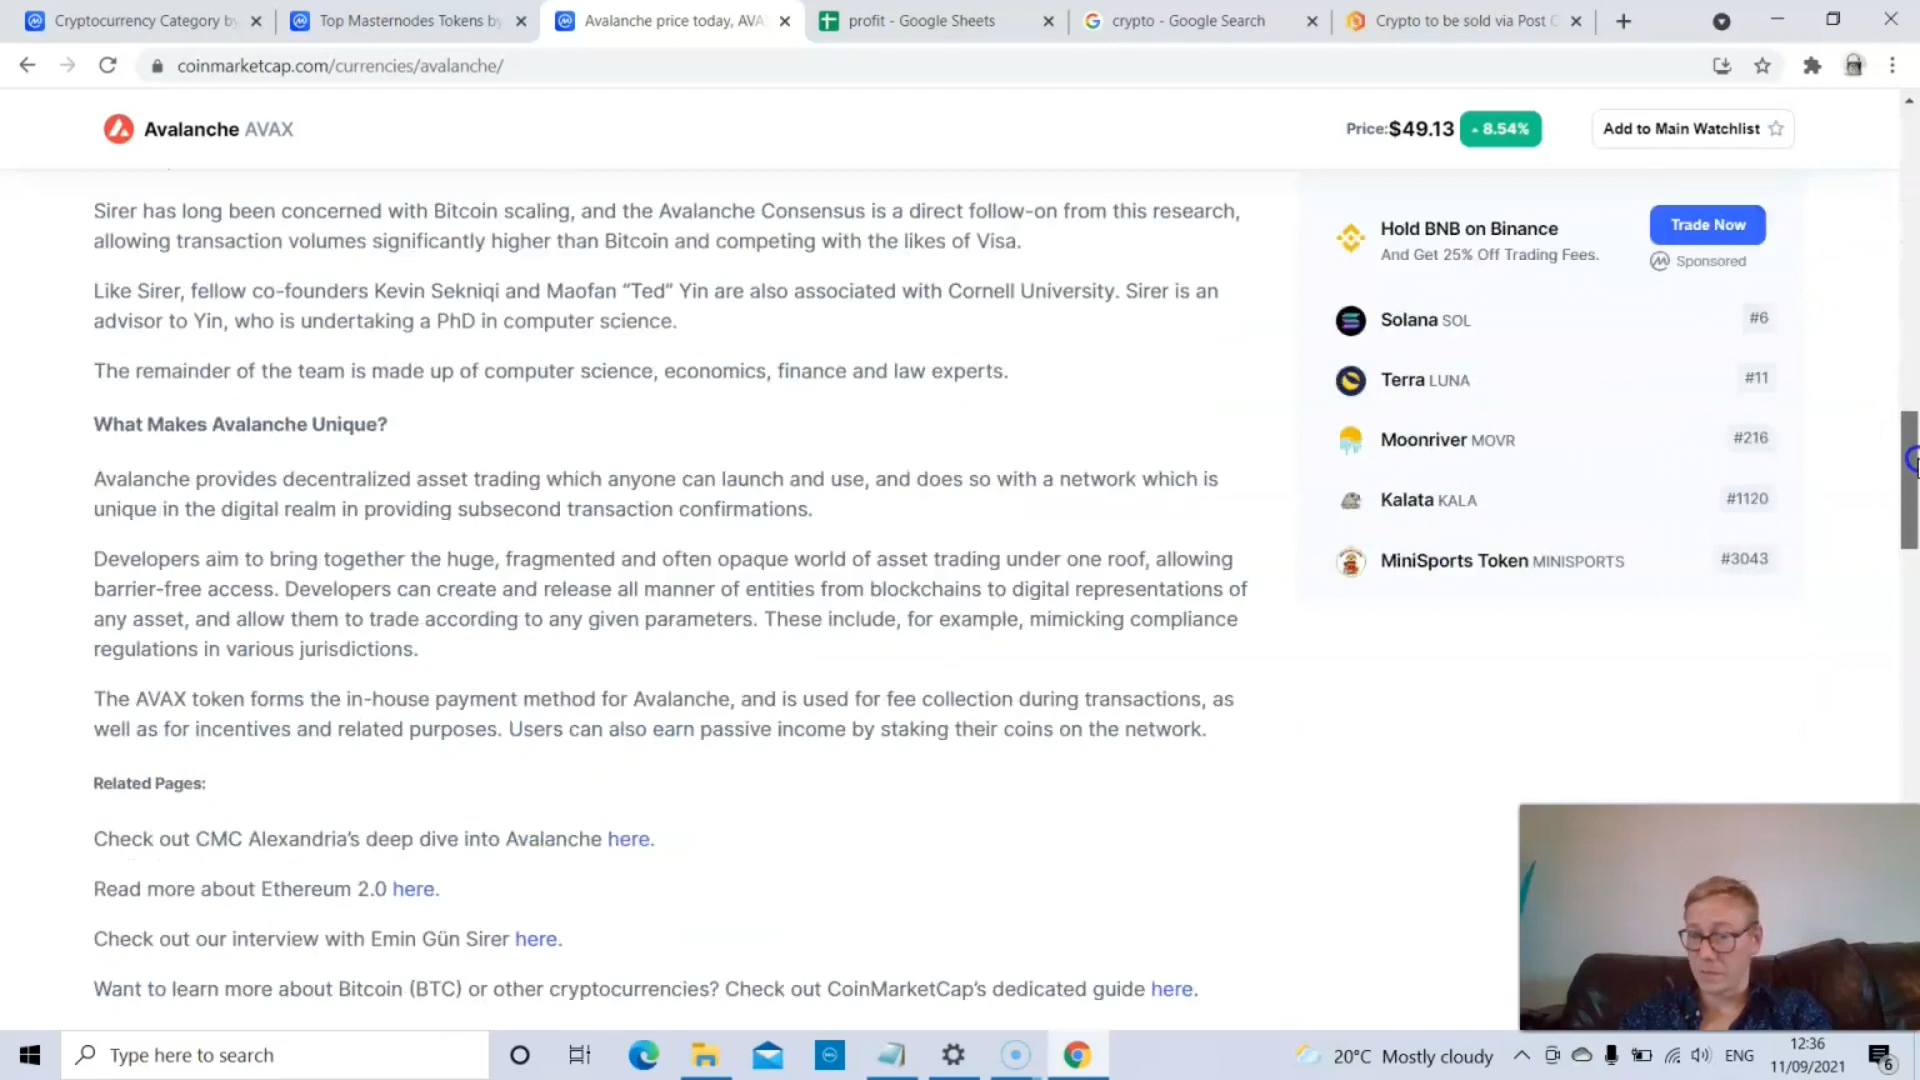 Cryptocurrency Category by
Top Masternodes Tokens by
Avalanche price today, AVA
profit - Google Sheets
crypto - Google Search
Crypto to be sold via Post O
coinmarketcap.com/currencies/avalanche/
Avalanche AVAX
Price:$49.13
8.54%
Add to Main Watchlist
Sirer has long been concerned with Bitcoin scaling, and the Avalanche Consensus is a direct follow-on from this research,
allowing transaction volumes significantly higher than Bitcoin and competing with the likes of Visa.
Like Sirer, fellow co-founders Kevin Sekniqi and Maofan “Ted” Yin are also associated with Cornell University. Sirer is an
advisor to Yin, who is undertaking a PhD in computer science.
The remainder of the team is made up of computer science, economics, finance and law experts.
What Makes Avalanche Unique?
Avalanche provides decentralized asset trading which anyone can launch and use, and does so with a network which is
unique in the digital realm in providing subsecond transaction confirmations.
Developers aim to bring together the huge, fragmented and often opaque world of asset trading under one roof, allowing
barrier-free access. Developers can create and release all manner of entities from blockchains to digital representations of
any asset, and allow them to trade according to any given parameters. These include, for example, mimicking compliance
regulations in various jurisdictions.
The AVAX token forms the in-house payment method for Avalanche, and is used for fee collection during transactions, as
well as for incentives and related purposes. Users can also earn passive income by staking their coins on the network.
Related Pages:
Check out CMC Alexandria’s deep dive into Avalanche here.
Read more about Ethereum 2.0 here.
Check out our interview with Emin Gün Sirer here.
Want to learn more about Bitcoin (BTC) or other cryptocurrencies? Check out CoinMarketCap’s dedicated guide here.
Hold BNB on Binance
And Get 25% Off Trading Fees.
Trade Now
Sponsored
Solana SOL #6
Terra LUNA #11
Moonriver MOVR #216
Kalata KALA #1120
MiniSports Token MINISPORTS #3043
Type here to search
20°C Mostly cloudy
ENG
12:36
11/09/2021
6